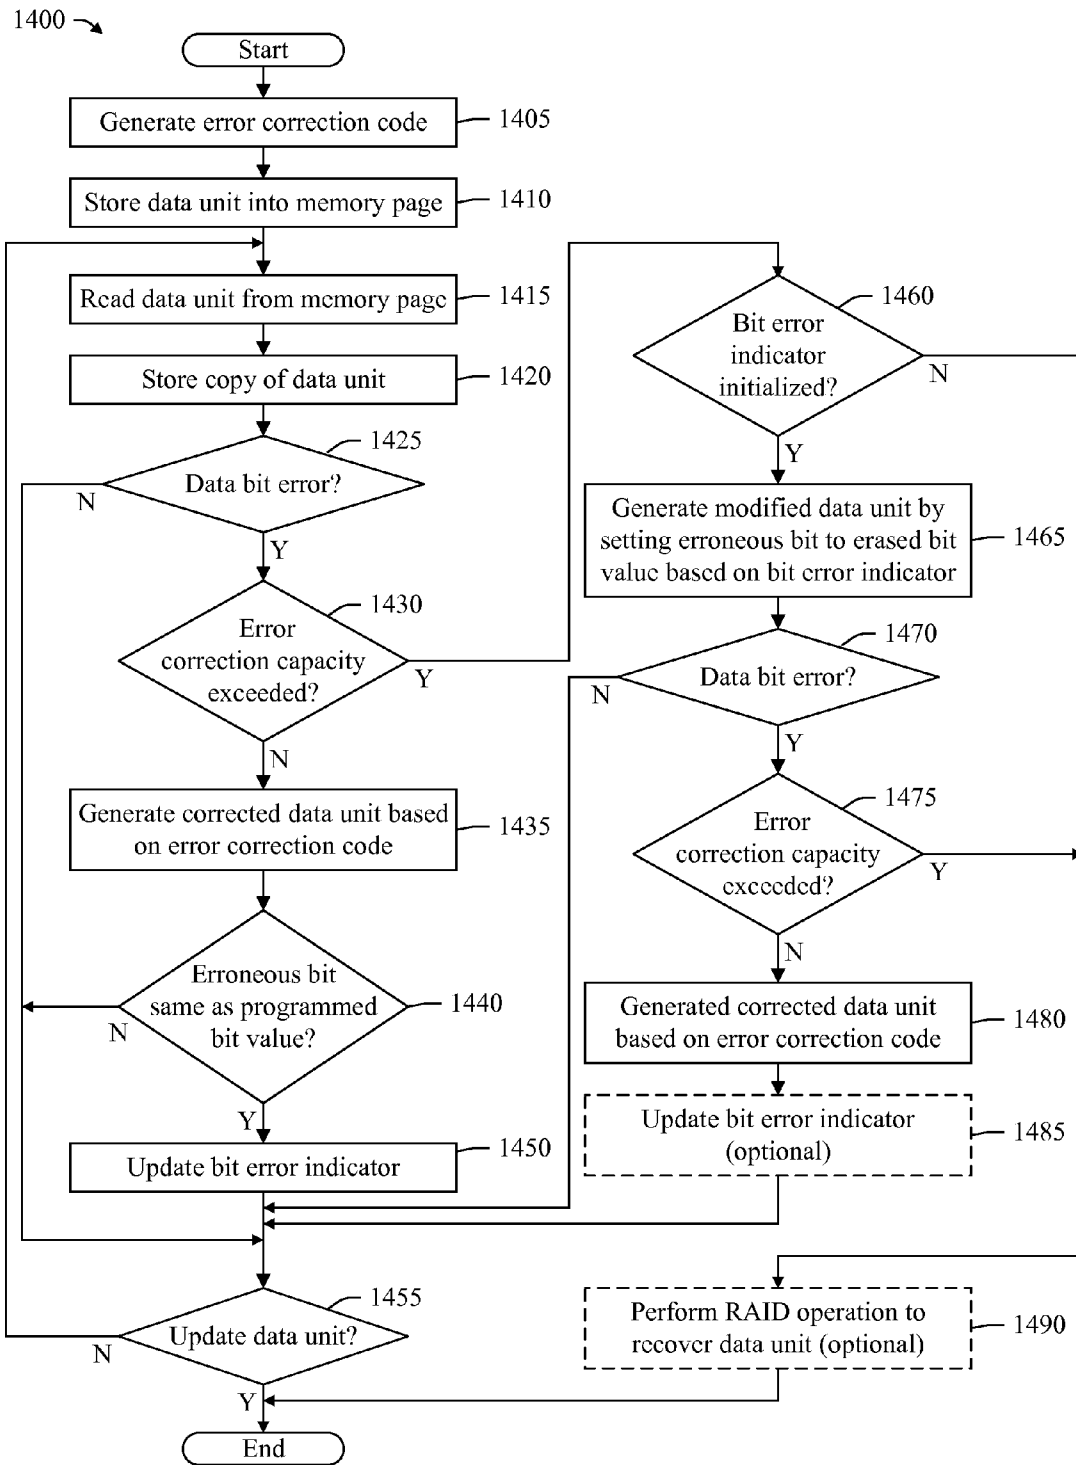 1400
Start
Generate error correction code
1405
Store data unit into memory page
1410
Read data unit from memory page
1415
Store copy of data unit
1420
Data bit error?
1425
N
Y
Error
correction capacity
exceeded?
1430
Y
N
Generate corrected data unit based
on error correction code
1435
Erroneous bit
same as programmed
bit value?
1440
N
Y
Update bit error indicator
1450
Update data unit?
1455
N
Y
End
Bit error
indicator
initialized?
1460
N
Y
Generate modified data unit by
setting erroneous bit to erased bit
value based on bit error indicator
1465
Data bit error?
1470
N
Y
Error
correction capacity
exceeded?
1475
Y
N
Generated corrected data unit
based on error correction code
1480
Update bit error indicator
(optional)
1485
Perform RAID operation to
recover data unit (optional)
1490